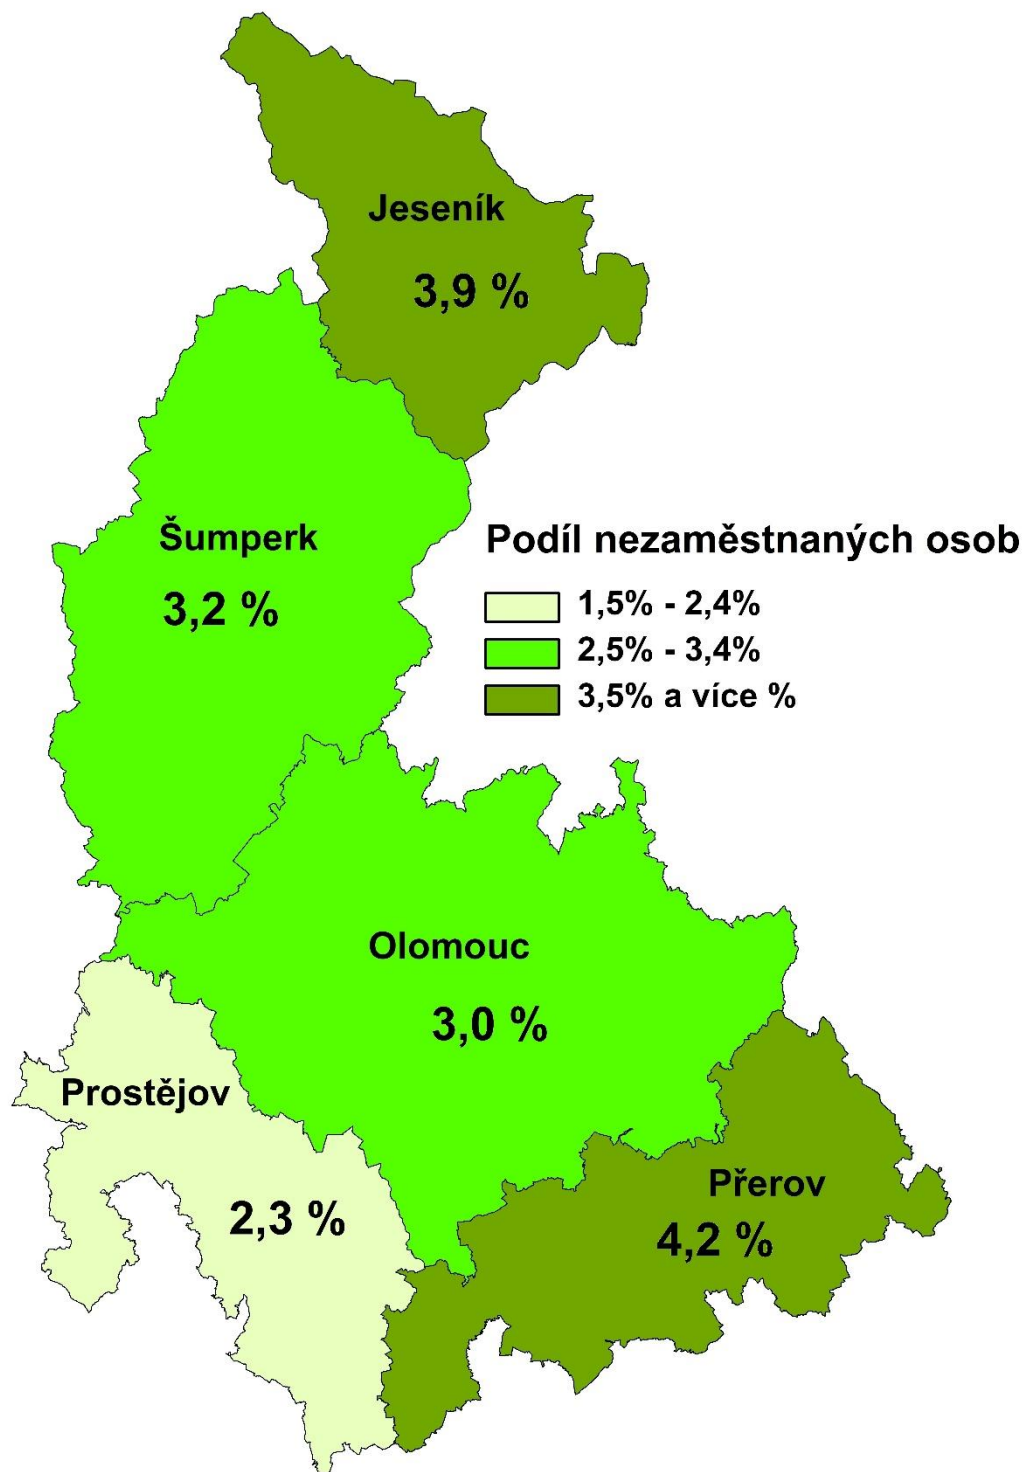 Jeseník
3,9 %
Šumperk
3,2 %
Podíl nezaměstnaných osob
1,5% - 2,4%
2,5% - 3,4%
3,5% a více %
Olomouc
3,0 %
Prostějov
2,3 %
Přerov
4,2 %